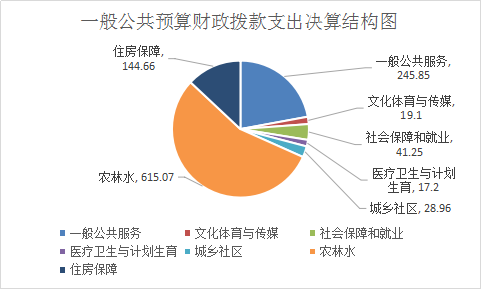 一般公共预算财政拨款支出决算结构图
住房保障,
144.66
一般公共服务,
245.85
文化体育与传媒,
19.1
社会保障和就业,
41.25
医疗卫生与计划
生育, 17.2
城乡社区, 28.96
农林水, 615.07
一般公共服务
文化体育与传媒
社会保障和就业
医疗卫生与计划生育
城乡社区
农林水
住房保障